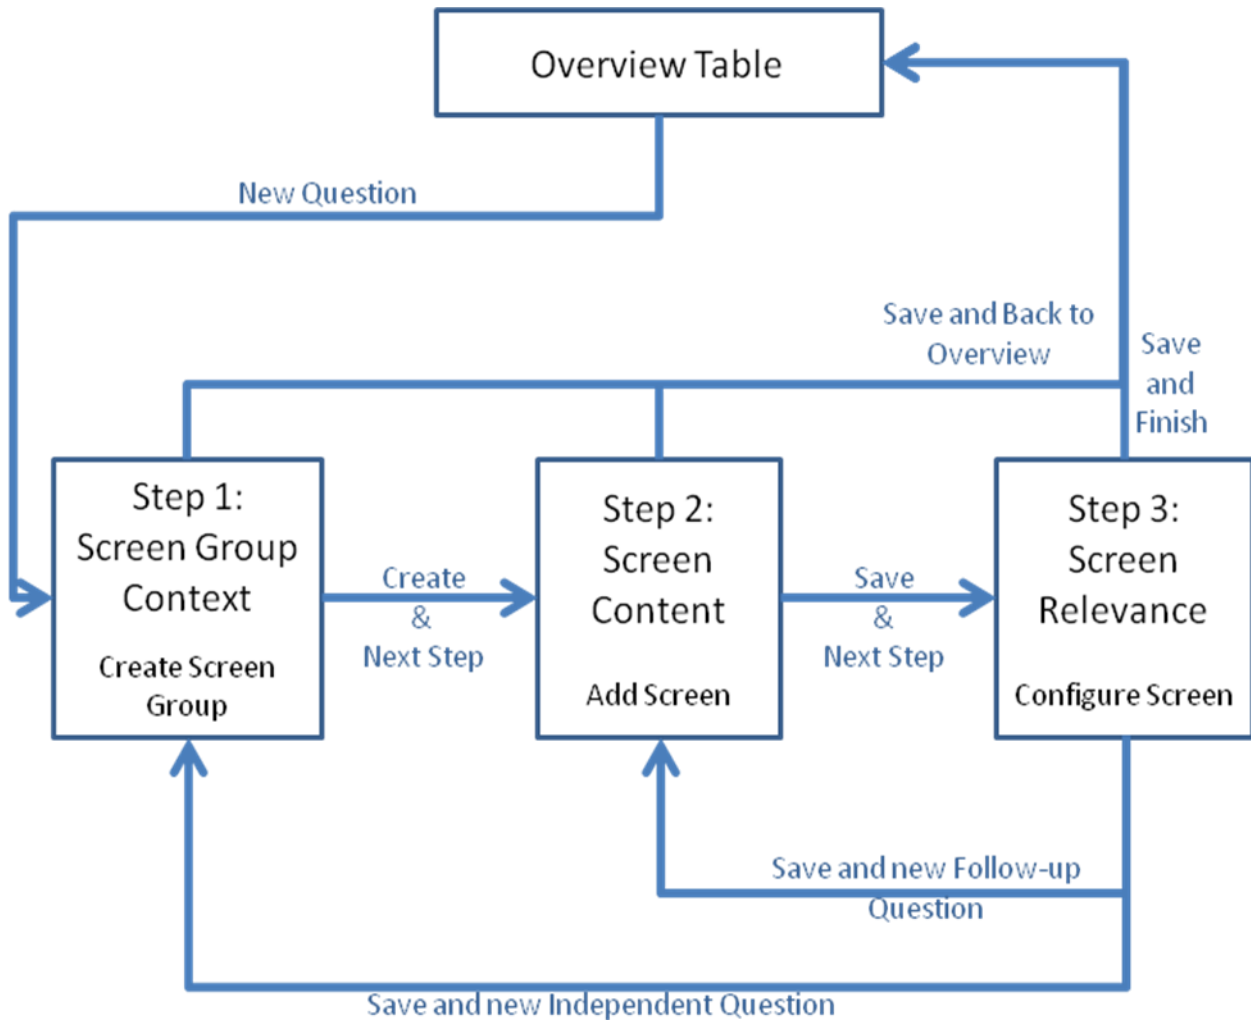 Overview Table
New Question
Save and Back to
Overview
Save
and
Finish
Step 1:
Screen Group
Context
Create Screen
Group
Create
&
Next Step
Step 2:
Screen
Content
Add Screen
Save
&
Next Step
Step 3:
Screen
Relevance
Configure Screen
Save and new Follow-up
Question
Save and new Independent Question